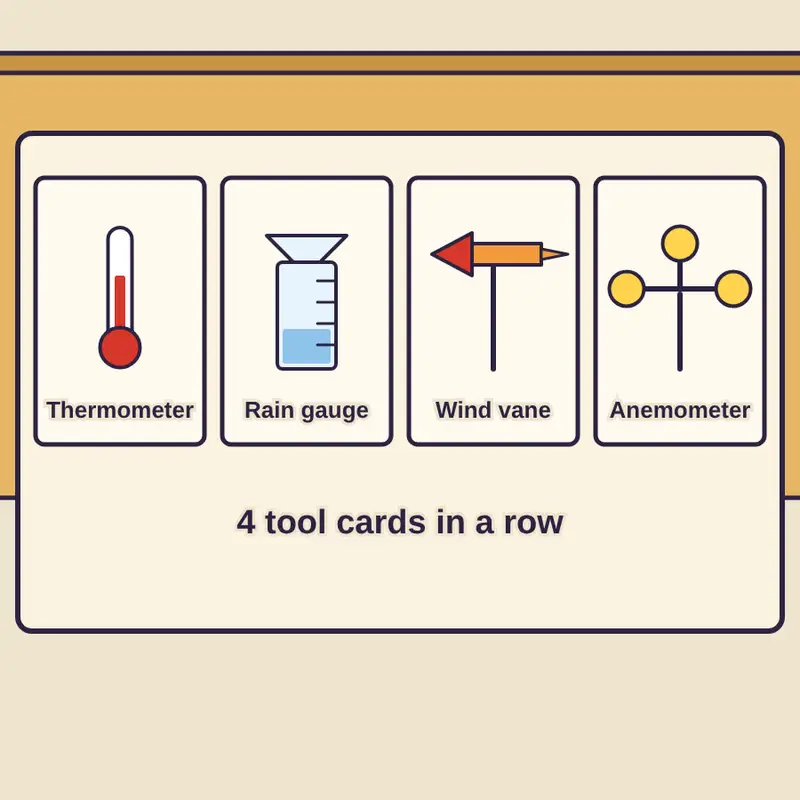 Thermometer
Rain gauge
Wind vane
Anemometer
4 tool cards in a row